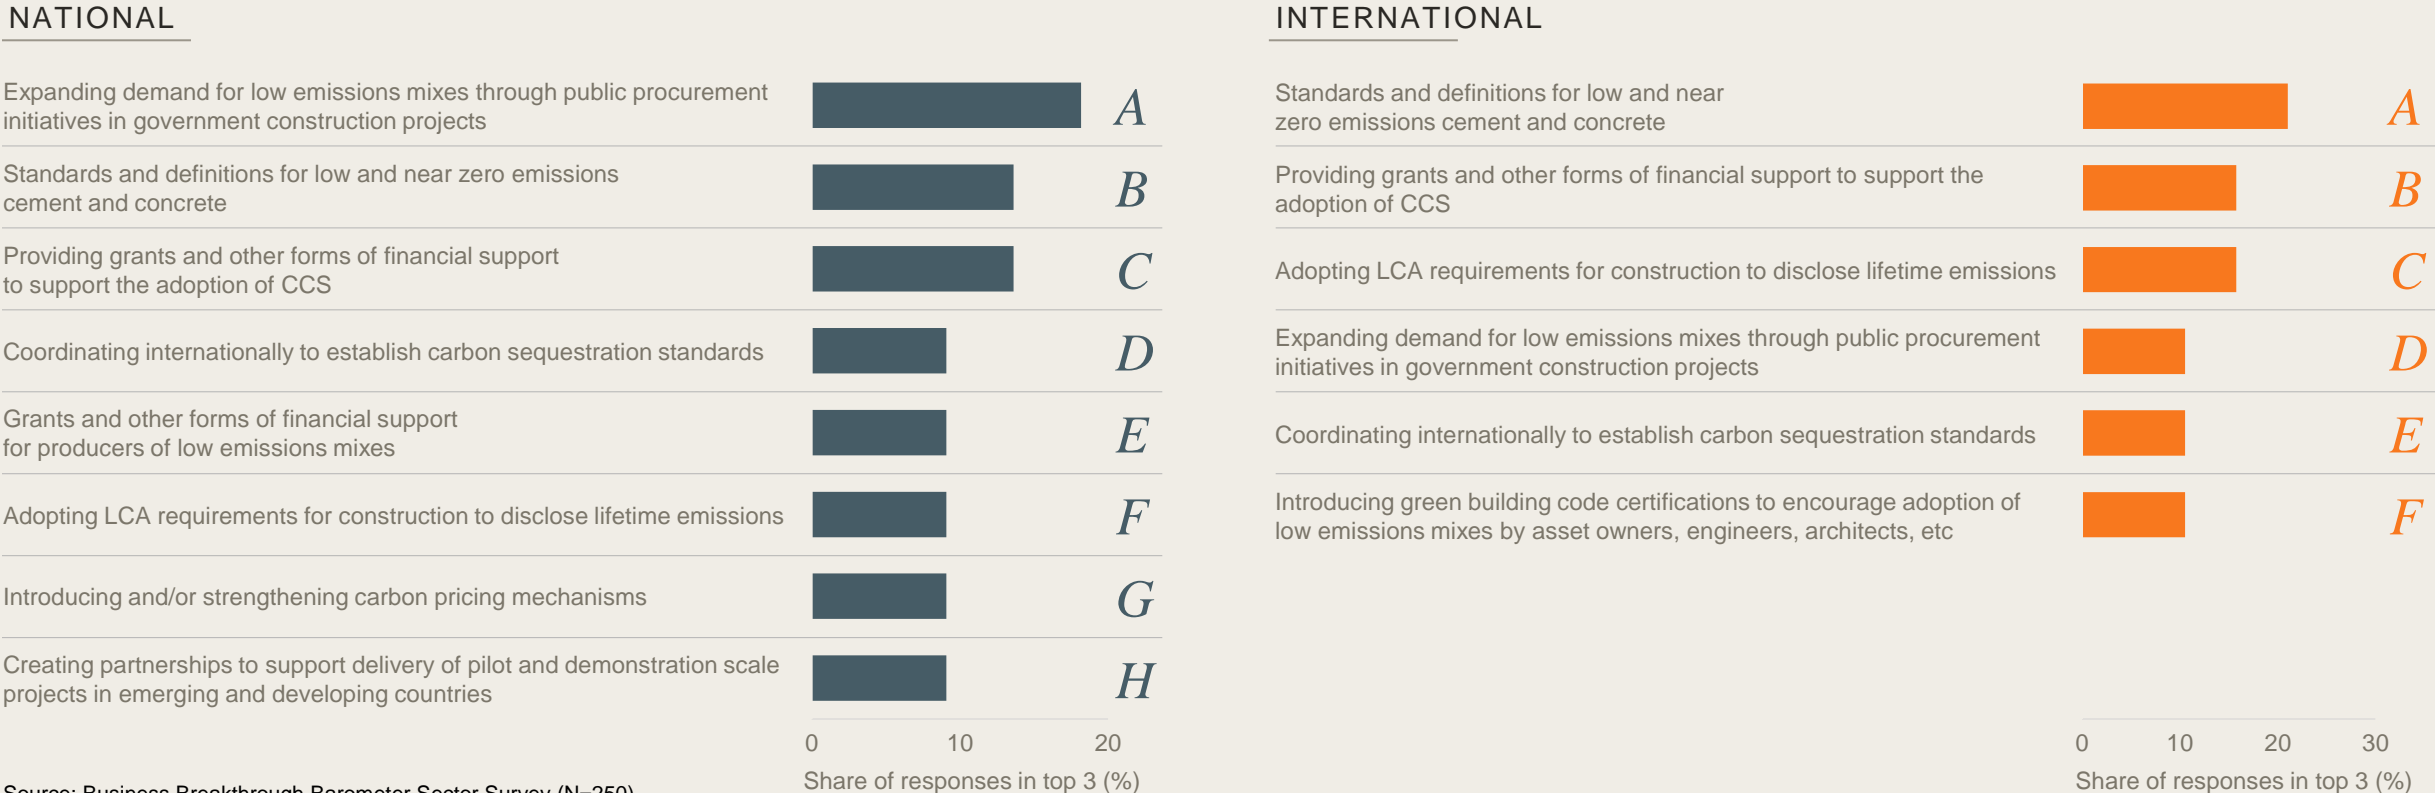 NATIONAL
Expanding demand for low emissions mixes through public procurement
initiatives in government construction projects
A
Standards and definitions for low and near zero emissions
cement and concrete
B
Providing grants and other forms of financial support
to support the adoption of CCS
C
Coordinating internationally to establish carbon sequestration standards
D
Grants and other forms of financial support
for producers of low emissions mixes
E
Adopting LCA requirements for construction to disclose lifetime emissions
F
Introducing and/or strengthening carbon pricing mechanisms
G
Creating partnerships to support delivery of pilot and demonstration scale
projects in emerging and developing countries
H
0 10 20
Share of responses in top 3 (%)
Source: Business Breakthrough Barometer Sector Survey (N=250)
INTERNATIONAL
Standards and definitions for low and near
zero emissions cement and concrete
A
Providing grants and other forms of financial support to support the
adoption of CCS
B
Adopting LCA requirements for construction to disclose lifetime emissions
C
Expanding demand for low emissions mixes through public procurement
initiatives in government construction projects
D
Coordinating internationally to establish carbon sequestration standards
E
Introducing green building code certifications to encourage adoption of
low emissions mixes by asset owners, engineers, architects, etc
F
0 10 20 30
Share of responses in top 3 (%)